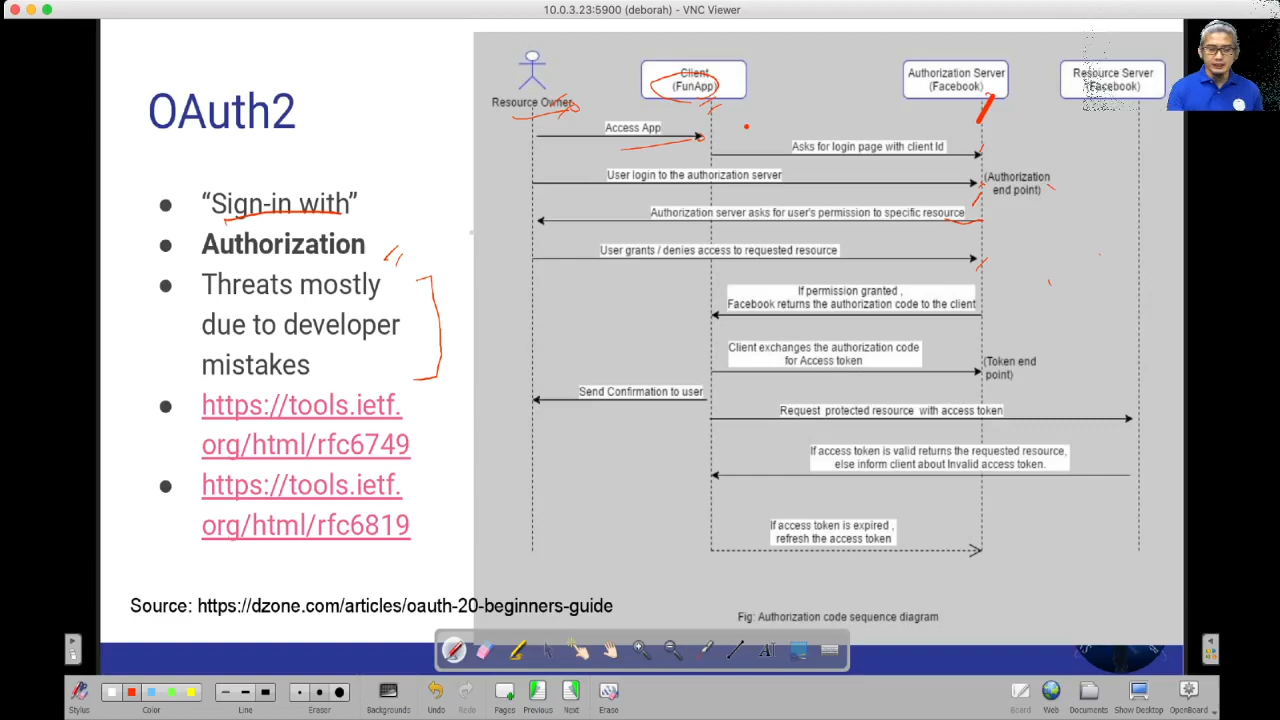 10.0.3.23:5900 (deborah) - VNC Viewer
OAuth2
● “Sign-in with”
● Authorization
● Threats mostly
due to developer
mistakes
● https://tools.ietf.
org/html/rfc6749
● https://tools.ietf.
org/html/rfc6819
Source: https://dzone.com/articles/oauth-20-beginners-guide
Resource Owner
Client
(FunApp)
Authorization Server
(Facebook)
Resource Server
(Facebook)
Access App
Asks for login page with client Id
User login to the authorization server
(Authorization
end point)
Authorization server asks for user's permission to specific resource
User grants / denies access to requested resource
If permission granted ,
Facebook returns the authorization code to the client
Client exchanges the authorization code
for Access token
(Token end
point)
Send Confirmation to user
Request protected resource with access token
If access token is valid returns the requested resource,
else inform client about Invalid access token.
If access token is expired ,
refresh the access token
Fig: Authorization code sequence diagram
Stylus
Color
Line
Eraser
Backgrounds
Undo
Redo
Pages
Previous
Next
Erase
Board
Web
Documents
Show Desktop
OpenBoard